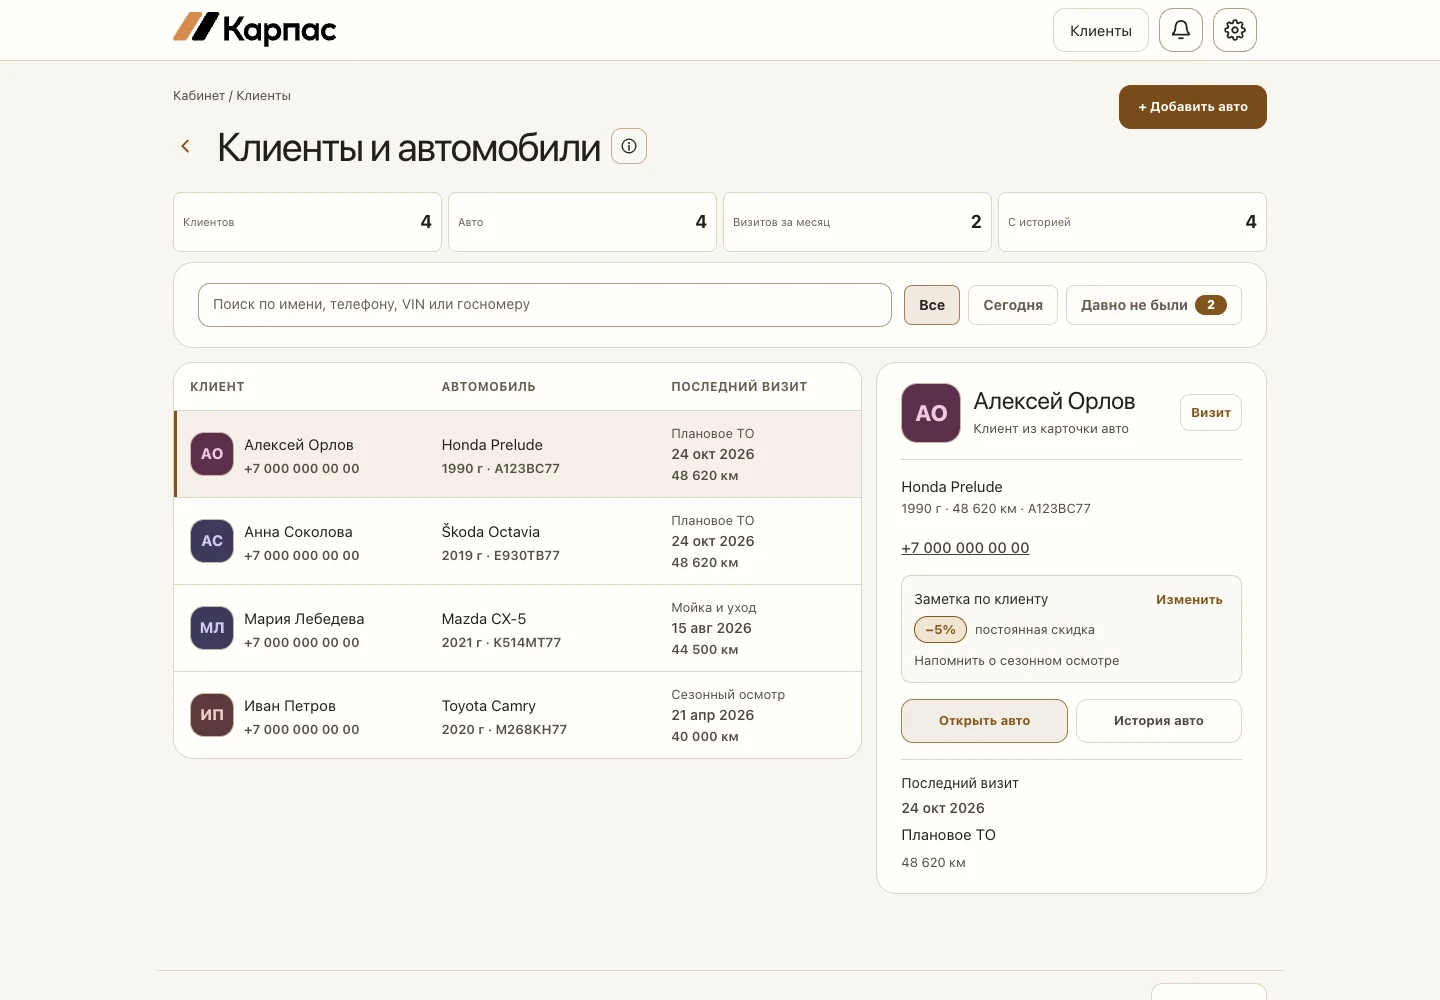 Карпас
Клиенты
Кабинет / Клиенты
+ Добавить авто
Клиенты и автомобили
Клиентов 4
Авто 4
Визитов за месяц 2
С историей 4
Поиск по имени, телефону, VIN или госномеру
Все
Сегодня
Давно не были 2
КЛИЕНТ АВТОМОБИЛЬ ПОСЛЕДНИЙ ВИЗИТ
АО
Алексей Орлов
+7 000 000 00 00
Honda Prelude
1990 г · А123ВС77
Плановое ТО
24 окт 2026
48 620 км
АС
Анна Соколова
+7 000 000 00 00
Škoda Octavia
2019 г · Е930ТВ77
Плановое ТО
24 окт 2026
48 620 км
МЛ
Мария Лебедева
+7 000 000 00 00
Mazda CX-5
2021 г · К514МТ77
Мойка и уход
15 авг 2026
44 500 км
ИП
Иван Петров
+7 000 000 00 00
Toyota Camry
2020 г · М268КН77
Сезонный осмотр
21 апр 2026
40 000 км
АО
Алексей Орлов
Клиент из карточки авто
Визит
Honda Prelude
1990 г · 48 620 км · А123ВС77
+7 000 000 00 00
Заметка по клиенту
Изменить
−5% постоянная скидка
Напомнить о сезонном осмотре
Открыть авто
История авто
Последний визит
24 окт 2026
Плановое ТО
48 620 км